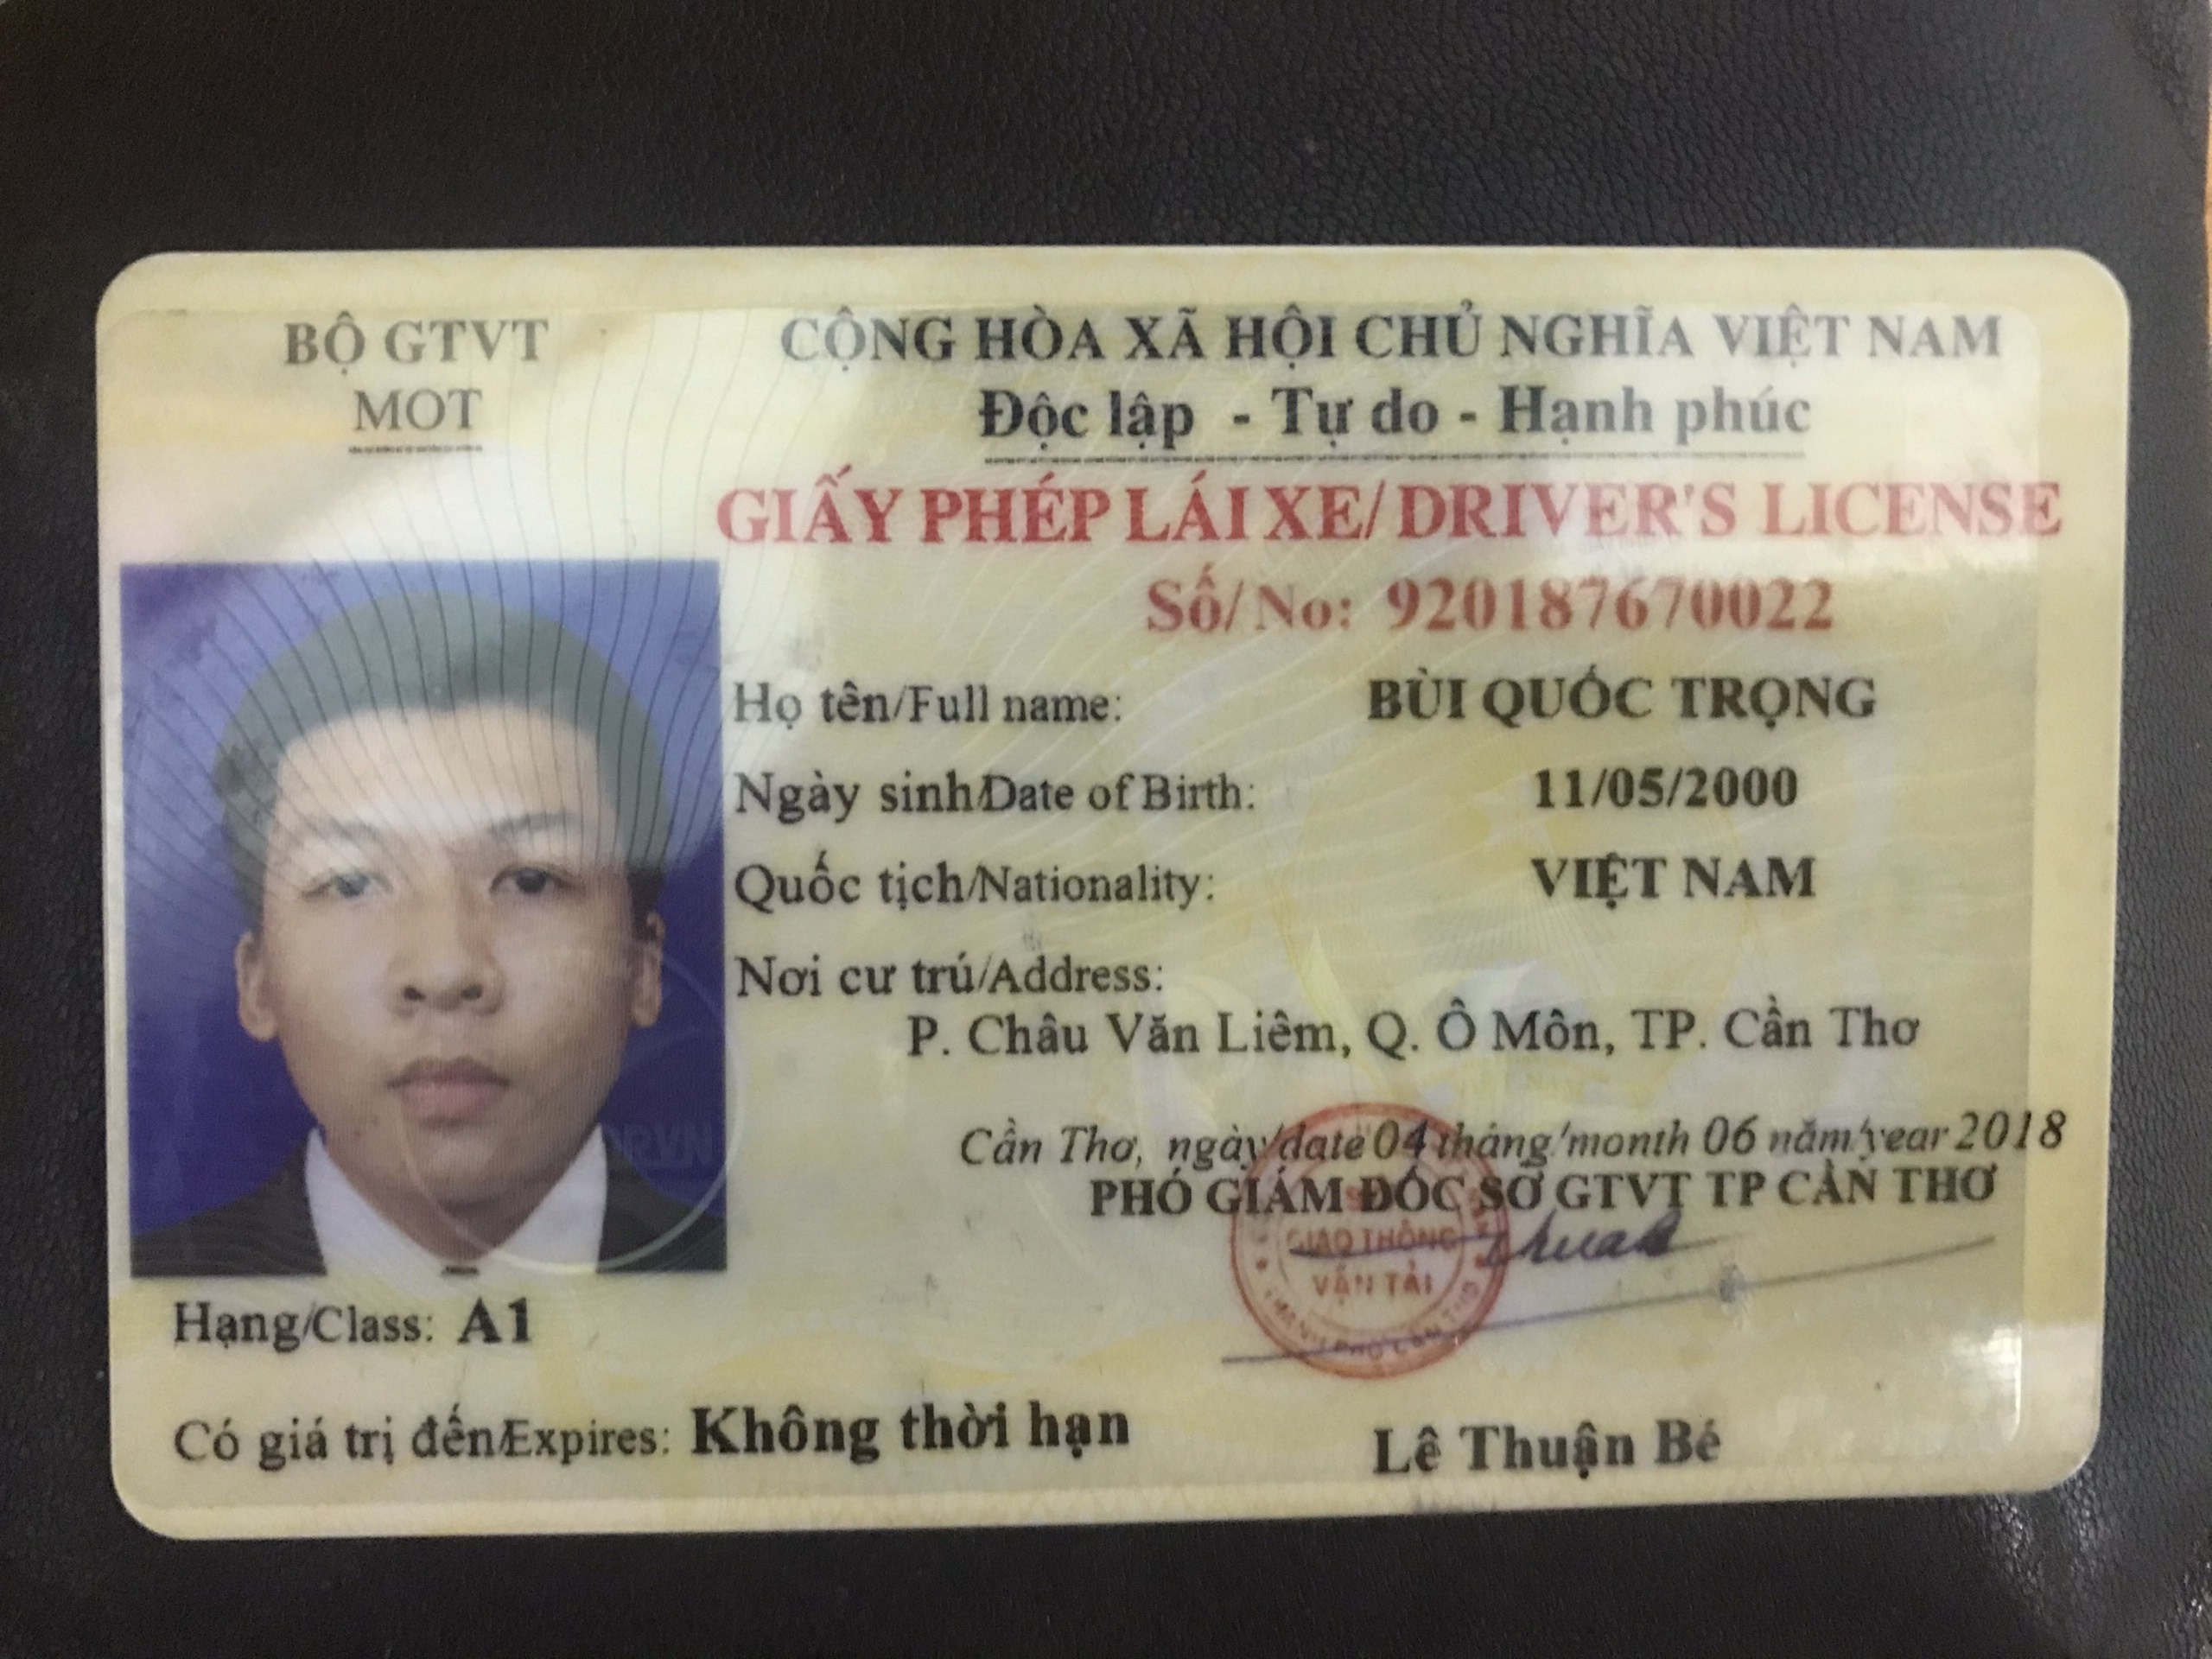 BỘ GTVT
MOT
CỘNG HÒA XÃ HỘI CHỦ NGHĨA VIỆT NAM
Độc lập - Tự do - Hạnh phúc
GIẤY PHÉP LÁI XE/ DRIVER'S LICENSE
Số/ No: 920187670022
Họ tên/Full name: BÙI QUỐC TRỌNG
Ngày sinh/Date of Birth: 11/05/2000
Quốc tịch/Nationality: VIỆT NAM
Nơi cư trú/Address:
P. Châu Văn Liêm, Q. Ô Môn, TP. Cần Thơ
Cần Thơ, ngày/date 04 tháng/month 06 năm/year 2018
PHÓ GIÁM ĐỐC SỞ GTVT TP CẦN THƠ
GIAO THÔNG
VẬN TẢI
Hạng/Class: A1
Có giá trị đến/Expires: Không thời hạn
Lê Thuận Bé